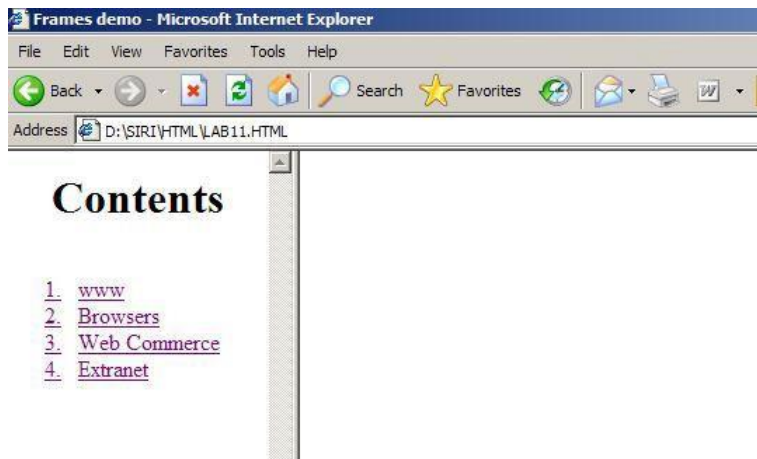 Frames demo - Microsoft Internet Explorer
File Edit View Favorites Tools Help
Back Search Favorites W
Address D:\SIRI\HTML\LAB11.HTML
Contents
1. www
2. Browsers
3. Web Commerce
4. Extranet